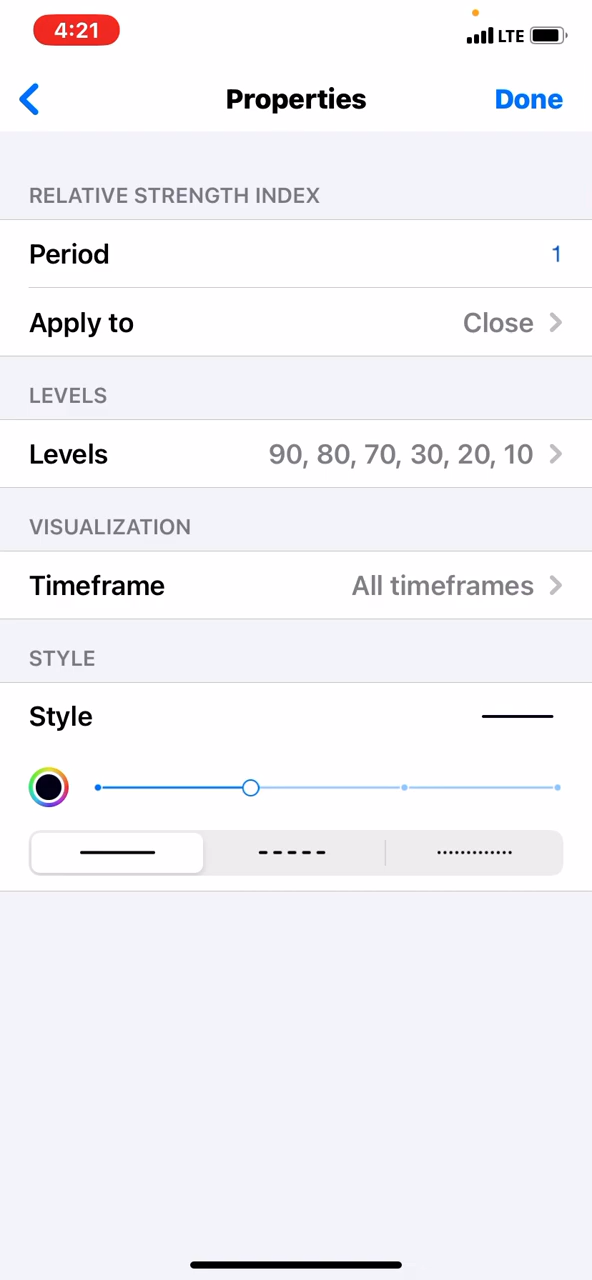 4:21
LTE
Properties
Done
RELATIVE STRENGTH INDEX
Period 1
Apply to Close
LEVELS
Levels 90, 80, 70, 30, 20, 10
VISUALIZATION
Timeframe All timeframes
STYLE
Style